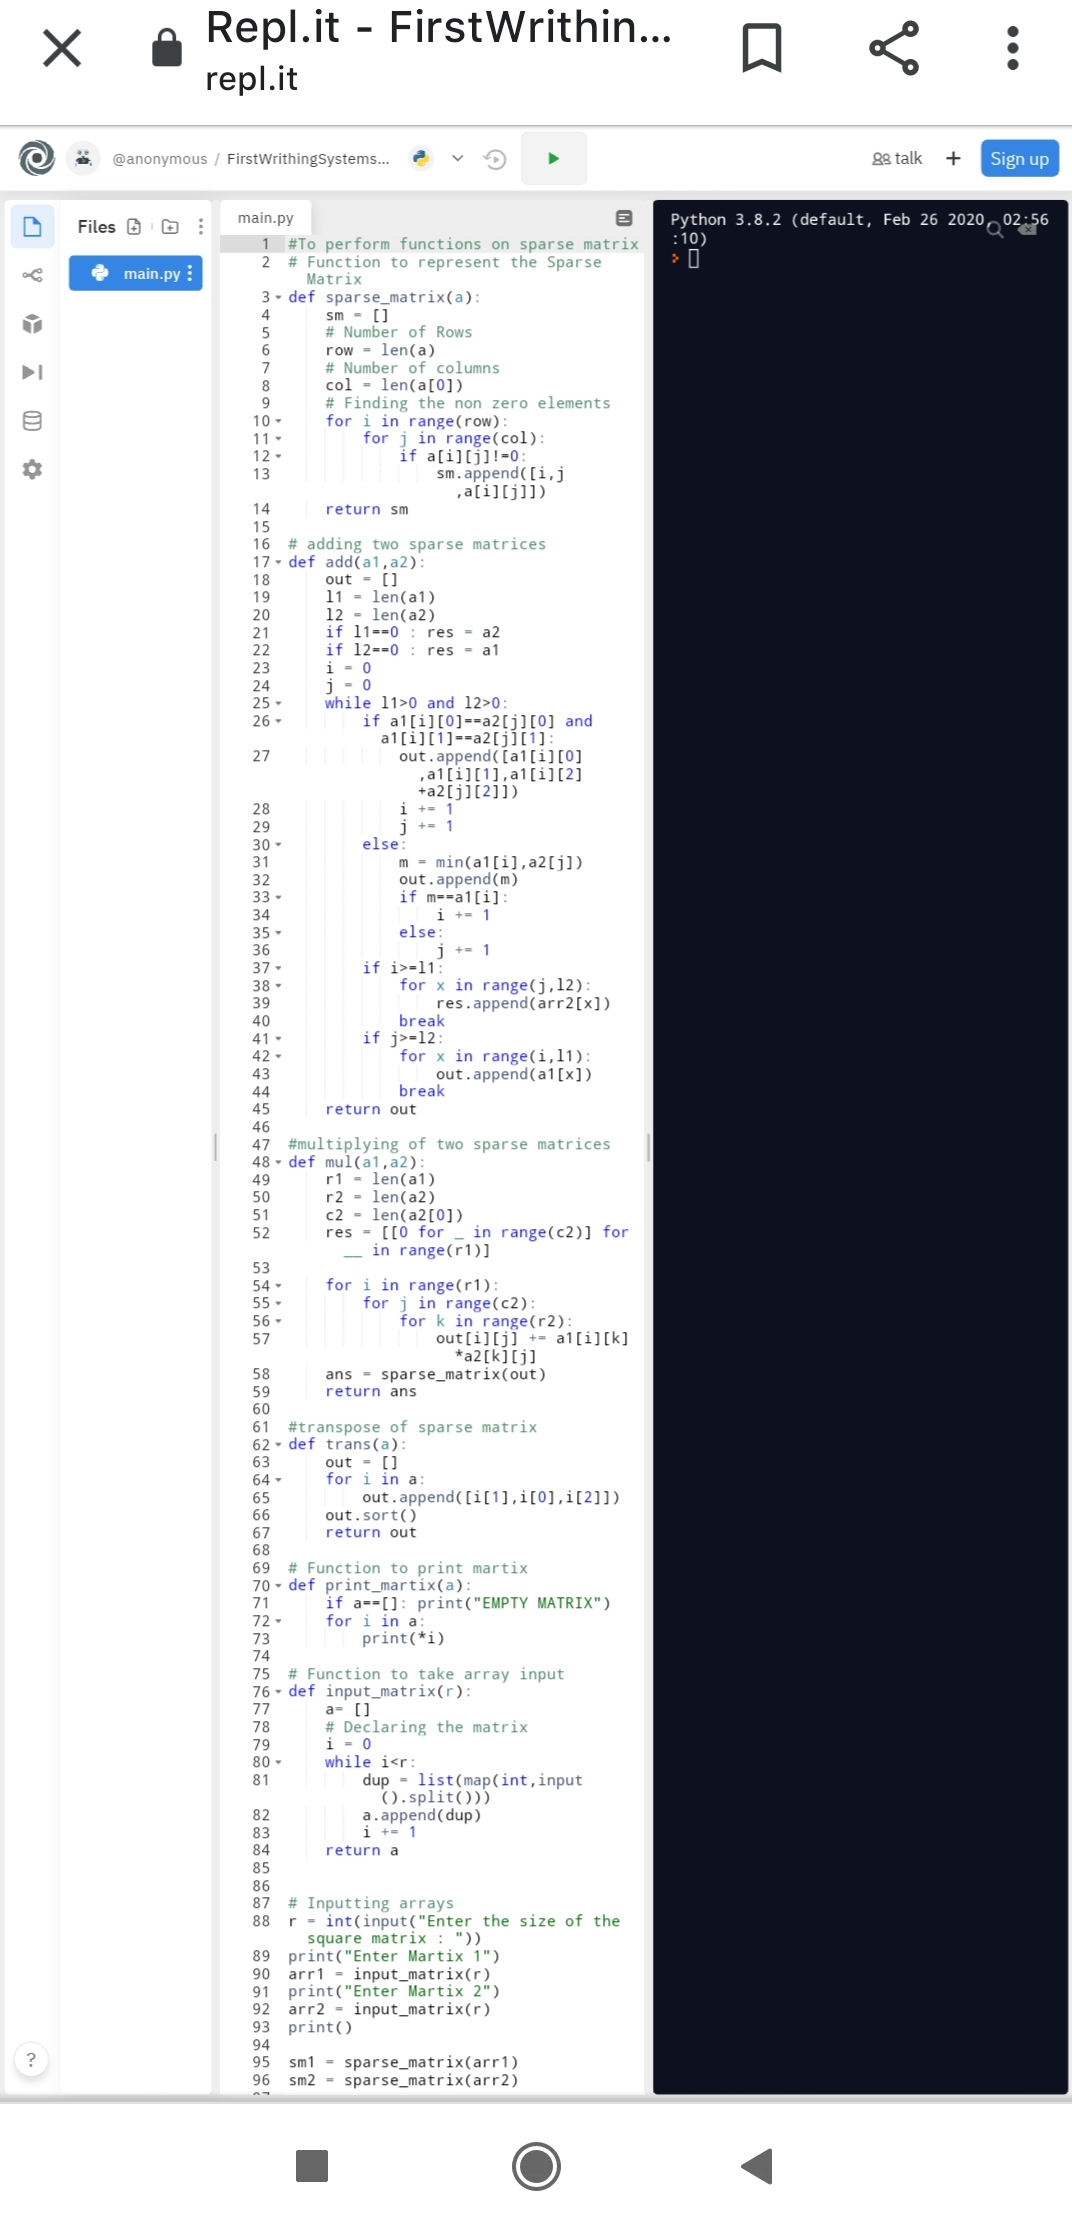 Repl.it - FirstWrithin...
repl.it
@anonymous / FirstWrithingSystems...
talk + Sign up
Files
main.py
main.py
1 #To perform functions on sparse matrix
2 # Function to represent the Sparse
Matrix
3 def sparse_matrix(a):
4 sm = []
5 # Number of Rows
6 row = len(a)
7 # Number of columns
8 col = len(a[0])
9 # Finding the non zero elements
10 for i in range(row):
11 for j in range(col):
12 if a[i][j]!=0:
13 sm.append([i,j
,a[i][j]])
14 return sm
15
16 # adding two sparse matrices
17 def add(a1,a2):
18 out = []
19 l1 = len(a1)
20 l2 = len(a2)
21 if l1==0 : res = a2
22 if l2==0 : res = a1
23 i = 0
24 j = 0
25 while l1>0 and l2>0:
26 if a1[i][0]==a2[j][0] and
a1[i][1]==a2[j][1]:
27 out.append([a1[i][0]
,a1[i][1],a1[i][2]
+a2[j][2]])
28 i += 1
29 j += 1
30 else:
31 m = min(a1[i],a2[j])
32 out.append(m)
33 if m==a1[i]:
34 i += 1
35 else:
36 j += 1
37 if i>=l1:
38 for x in range(j,l2):
39 res.append(arr2[x])
40 break
41 if j>=l2:
42 for x in range(i,l1):
43 out.append(a1[x])
44 break
45 return out
46
47 #multiplying of two sparse matrices
48 def mul(a1,a2):
49 r1 = len(a1)
50 r2 = len(a2)
51 c2 = len(a2[0])
52 res = [[0 for _ in range(c2)] for
__ in range(r1)]
53
54 for i in range(r1):
55 for j in range(c2):
56 for k in range(r2):
57 out[i][j] += a1[i][k]
*a2[k][j]
58 ans = sparse_matrix(out)
59 return ans
60
61 #transpose of sparse matrix
62 def trans(a):
63 out = []
64 for i in a:
65 out.append([i[1],i[0],i[2]])
66 out.sort()
67 return out
68
69 # Function to print martix
70 def print_martix(a):
71 if a==[]: print("EMPTY MATRIX")
72 for i in a:
73 print(*i)
74
75 # Function to take array input
76 def input_matrix(r):
77 a= []
78 # Declaring the matrix
79 i = 0
80 while i<r:
81 dup = list(map(int,input
().split()))
82 a.append(dup)
83 i += 1
84 return a
85
86
87 # Inputting arrays
88 r = int(input("Enter the size of the
square matrix : "))
89 print("Enter Martix 1")
90 arr1 = input_matrix(r)
91 print("Enter Martix 2")
92 arr2 = input_matrix(r)
93 print()
94
95 sm1 = sparse_matrix(arr1)
96 sm2 = sparse_matrix(arr2)
Python 3.8.2 (default, Feb 26 2020, 02:56
:10)
?